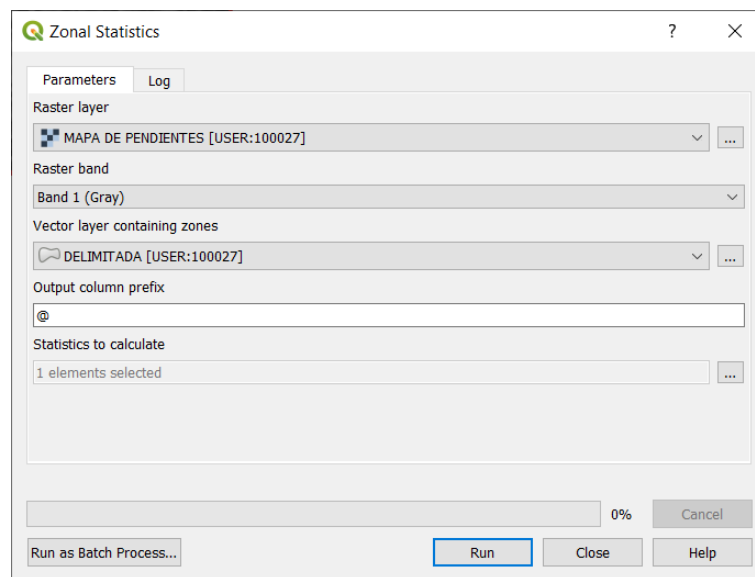 Zonal Statistics
?
Parameters
Log
Raster layer
MAPA DE PENDIENTES [USER:100027]
...
Raster band
Band 1 (Gray)
Vector layer containing zones
DELIMITADA [USER:100027]
...
Output column prefix
@
Statistics to calculate
1 elements selected
...
0%
Cancel
Run as Batch Process...
Run
Close
Help